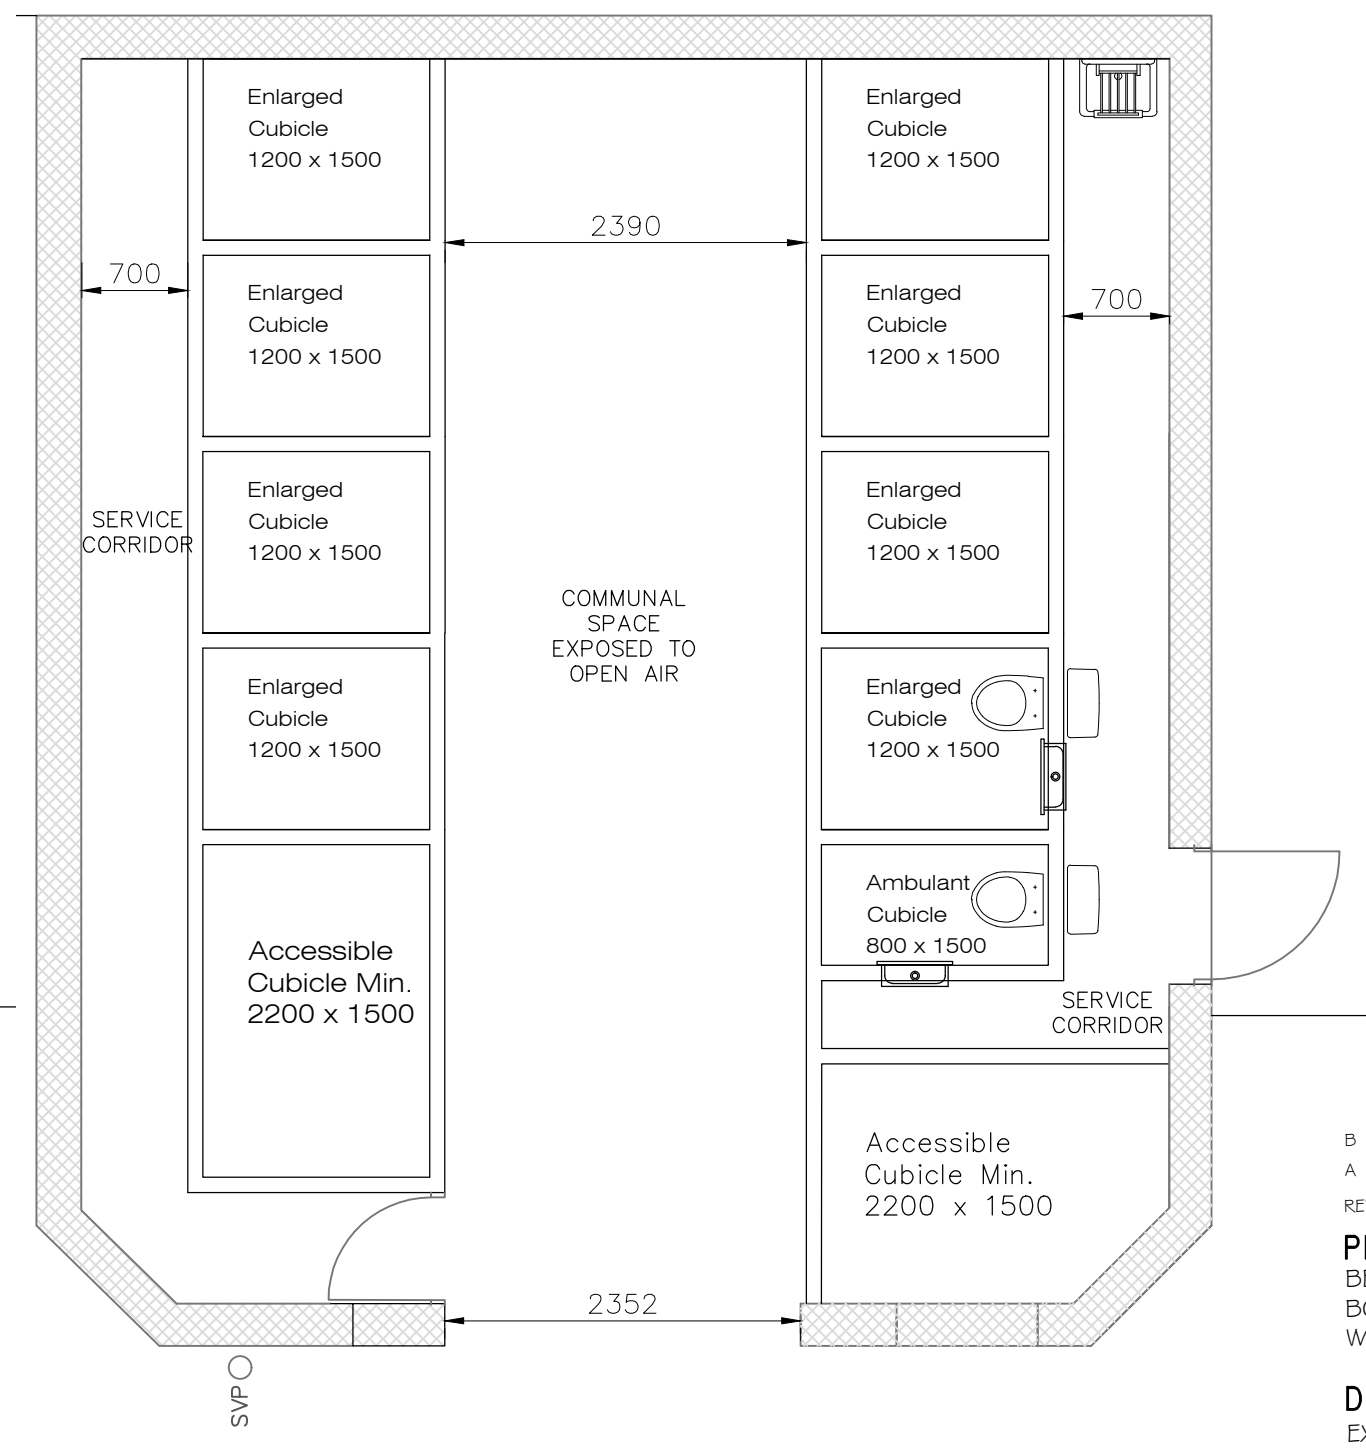 Enlarged
Cubicle
1200 x 1500
Enlarged
Cubicle
1200 x 1500
2390
700
Enlarged
Cubicle
1200 x 1500
Enlarged
Cubicle
1200 x 1500
700
Enlarged
Cubicle
1200 x 1500
Enlarged
Cubicle
1200 x 1500
SERVICE
CORRIDOR
COMMUNAL
SPACE
EXPOSED TO
OPEN AIR
Enlarged
Cubicle
1200 x 1500
Enlarged
Cubicle
1200 x 1500
Accessible
Cubicle Min.
2200 x 1500
Ambulant
Cubicle
800 x 1500
SERVICE
CORRIDOR
Accessible
Cubicle Min.
2200 x 1500
2352
SVP
B
A